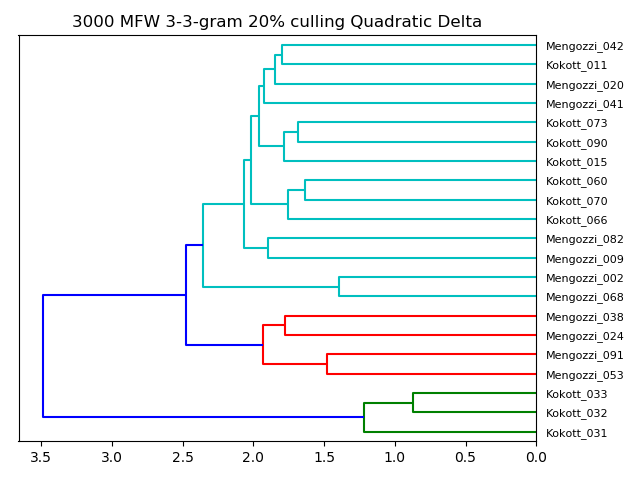 3000 MFW 3-3-gram 20% culling Quadratic Delta
Mengozzi_042
Kokott_011
Mengozzi_020
Mengozzi_041
Kokott_073
Kokott_090
Kokott_015
Kokott_060
Kokott_070
Kokott_066
Mengozzi_082
Mengozzi_009
Mengozzi_002
Mengozzi_068
Mengozzi_038
Mengozzi_024
Mengozzi_091
Mengozzi_053
Kokott_033
Kokott_032
Kokott_031
3.5 3.0 2.5 2.0 1.5 1.0 0.5 0.0